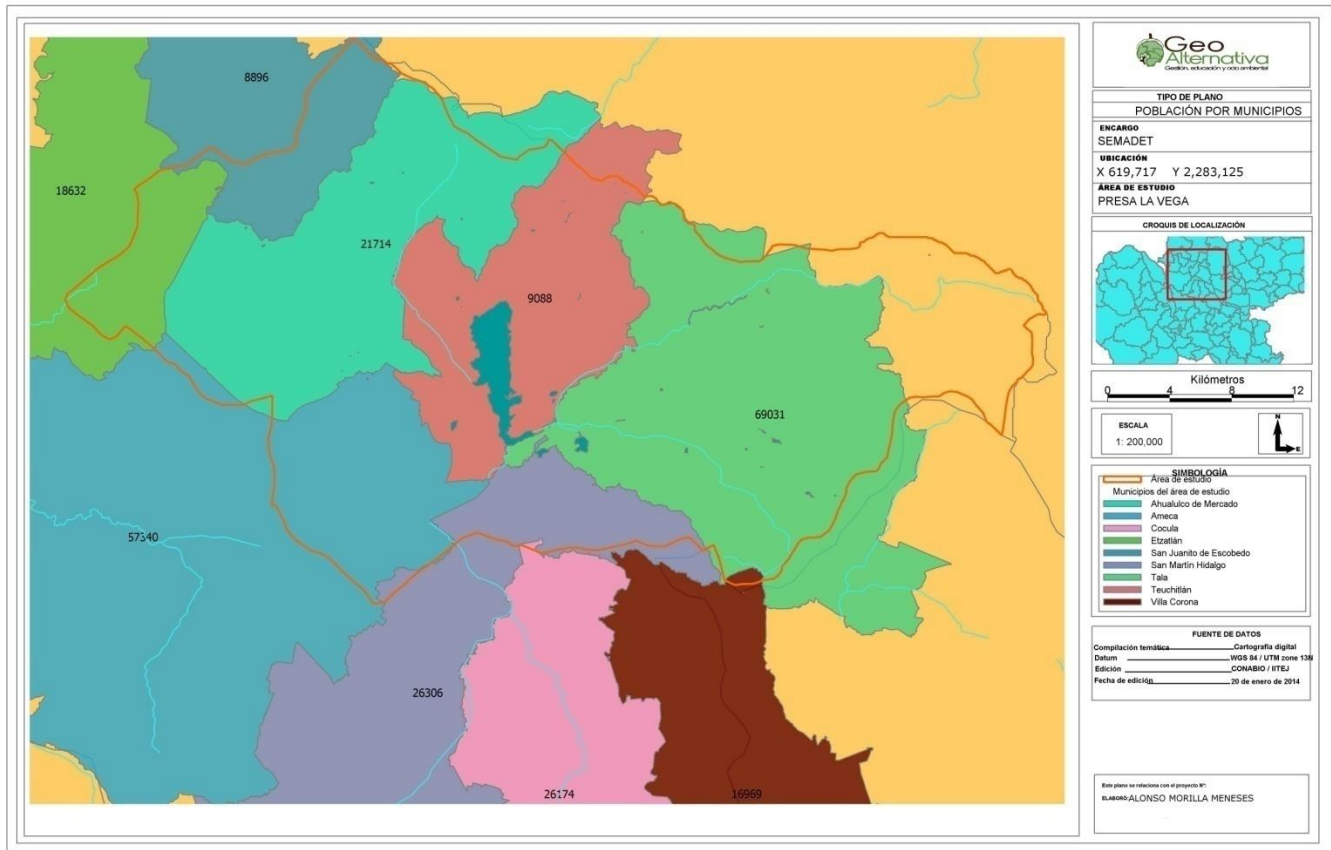 8896
18632
21714
9088
69031
57340
26306
26174
16969
Geo
Alternativa
Gestión, educación y ocio ambiental
TIPO DE PLANO
POBLACIÓN POR MUNICIPIOS
ENCARGO
SEMADET
UBICACIÓN
X 619,717 Y 2,283,125
ÁREA DE ESTUDIO
PRESA LA VEGA
CROQUIS DE LOCALIZACIÓN
Kilómetros
0 4 8 12
ESCALA
1: 200,000
N
E
SIMBOLOGÍA
Área de estudio
Municipios del área de estudio
Ahualulco de Mercado
Ameca
Cocula
Etzatlán
San Juanito de Escobedo
San Martín Hidalgo
Tala
Teuchitlán
Villa Corona
FUENTE DE DATOS
Compilación temática Cartografía digital
Datum WGS 84 / UTM zone 13N
Edición CONABIO / IITEJ
Fecha de edición 20 de enero de 2014
Este plano se relaciona con el proyecto Nº:
ELABORÓ: ALONSO MORILLA MENESES